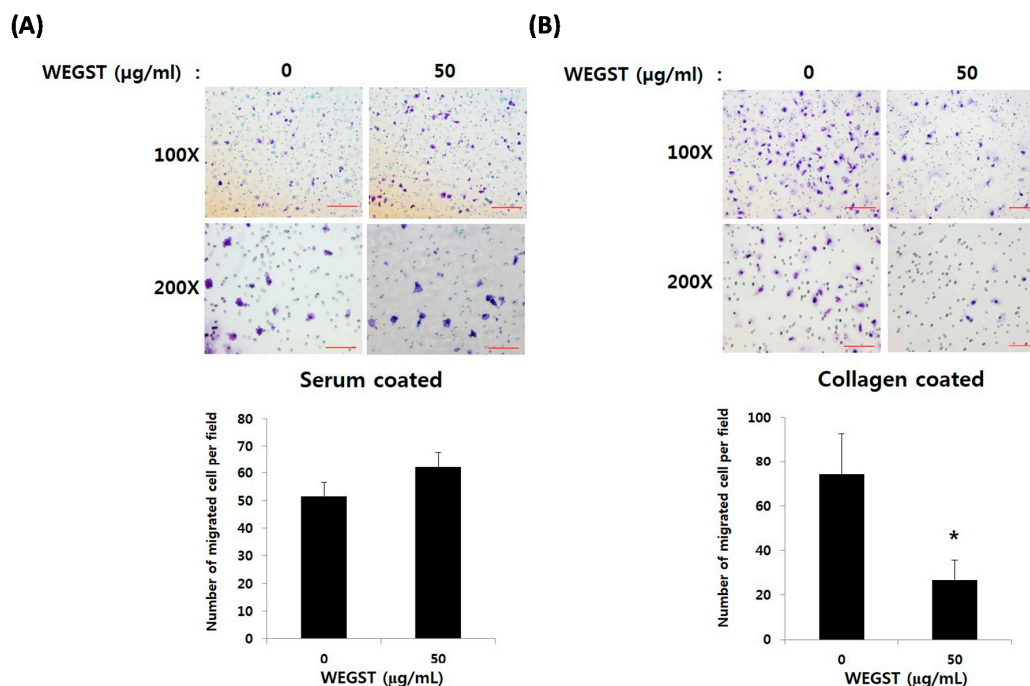 (A)
WEGST (μg/ml) : 0 50
100X
200X
Serum coated
Number of migrated cell per field
80
70
60
50
40
30
20
10
0
0 50
WEGST (μg/mL)
(B)
WEGST (μg/ml) : 0 50
100X
200X
Collagen coated
Number of migrated cell per field
100
80
60
40
20
0
*
0 50
WEGST (μg/mL)